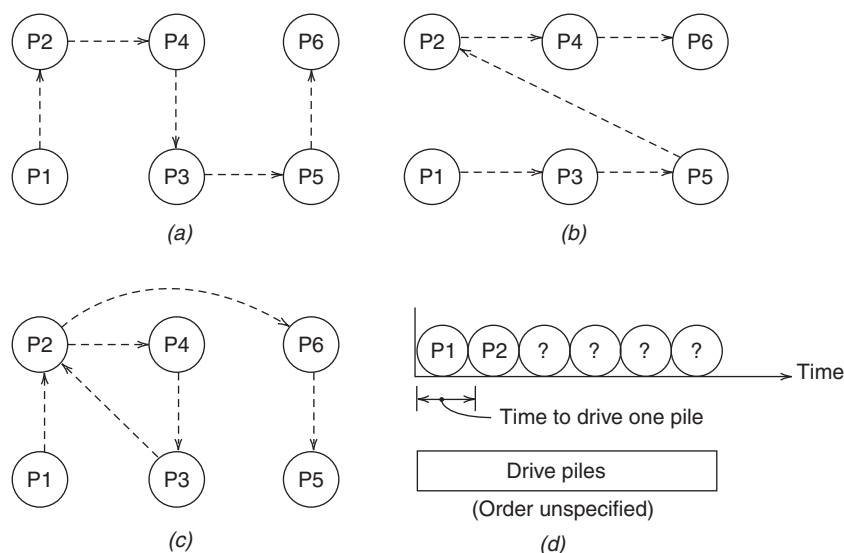 P2 P4 P6
P1 P3 P5
(a)
P2 P4 P6
P1 P3 P5
(b)
P2 P4 P6
P1 P3 P5
(c)
P1 P2 ? ? ? ?
Time
Time to drive one pile
Drive piles
(Order unspecified)
(d)